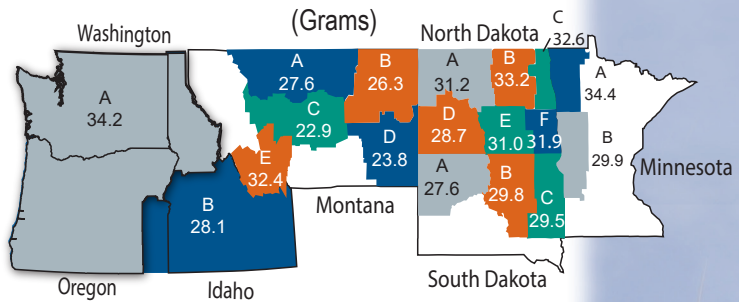 (Grams)
Washington
North Dakota
C
32.6
A
34.2
A
27.6
B
26.3
A
31.2
B
33.2
A
34.4
C
22.9
D
28.7
E
31.0
F
31.9
B
29.9
Minnesota
E
32.4
D
23.8
A
27.6
B
29.8
C
29.5
B
28.1
Montana
South Dakota
Oregon
Idaho